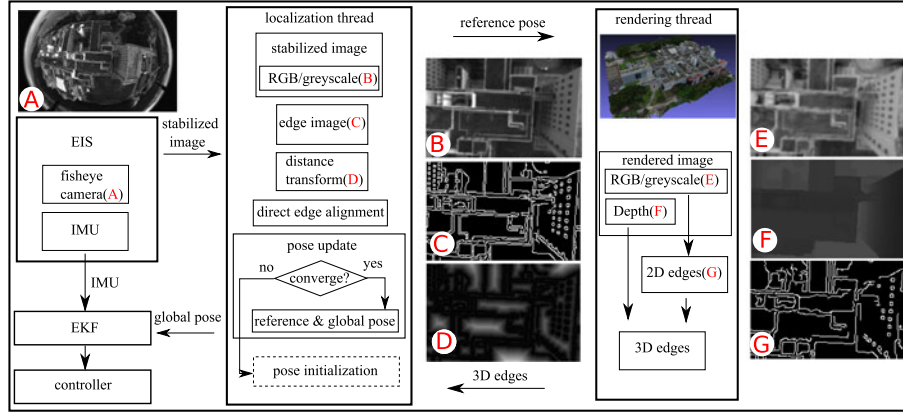 A
EIS
fisheye
camera(A)
IMU
IMU
EKF
controller
stabilized
image
global pose
localization thread
stabilized image
RGB/greyscale(B)
edge image(C)
distance
transform(D)
direct edge alignment
pose update
no
yes
converge?
reference & global pose
pose initialization
reference pose
B
C
D
3D edges
rendering thread
rendered image
RGB/greyscale(E)
Depth(F)
2D edges(G)
3D edges
E
F
G